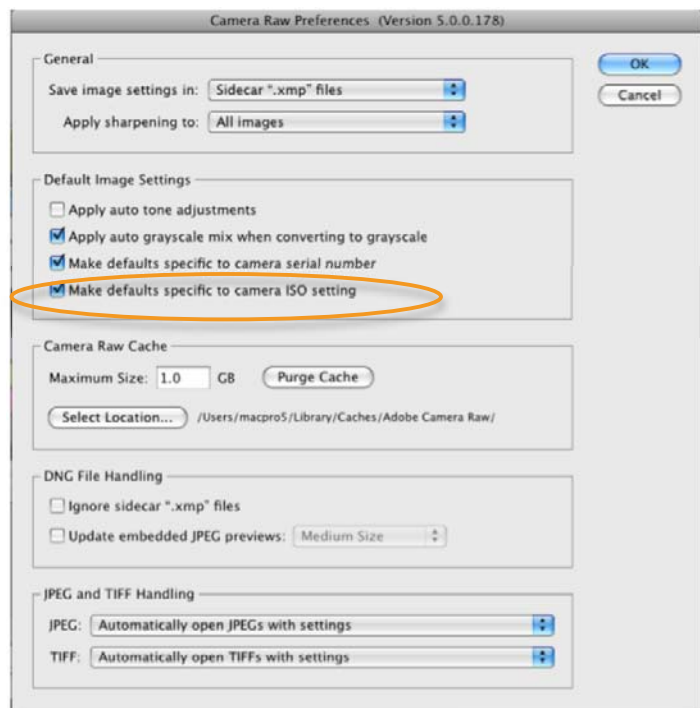 Camera Raw Preferences (Version 5.0.0.178)
General
Save image settings in: Sidecar ".xmp" files
Apply sharpening to: All images
OK
Cancel
Default Image Settings
Apply auto tone adjustments
Apply auto grayscale mix when converting to grayscale
Make defaults specific to camera serial number
Make defaults specific to camera ISO setting
Camera Raw Cache
Maximum Size: 1.0 GB Purge Cache
Select Location... /Users/macpro5/Library/Caches/Adobe Camera Raw/
DNG File Handling
Ignore sidecar ".xmp" files
Update embedded JPEG previews: Medium Size
JPEG and TIFF Handling
JPEG: Automatically open JPEGs with settings
TIFF: Automatically open TIFFs with settings